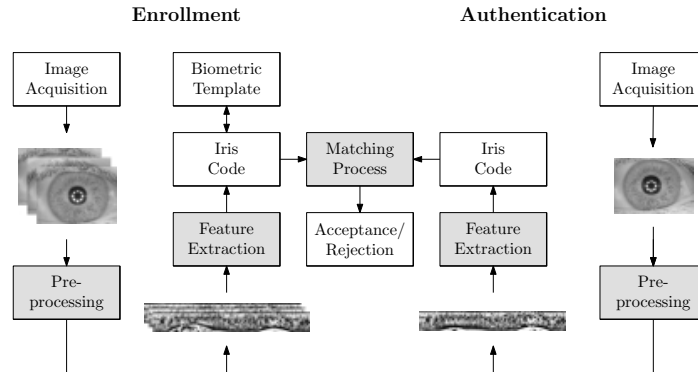 Enrollment
Authentication
Image
Acquisition
Biometric
Template
Image
Acquisition
Iris
Code
Matching
Process
Iris
Code
Feature
Extraction
Acceptance/
Rejection
Feature
Extraction
Pre-
processing
Pre-
processing